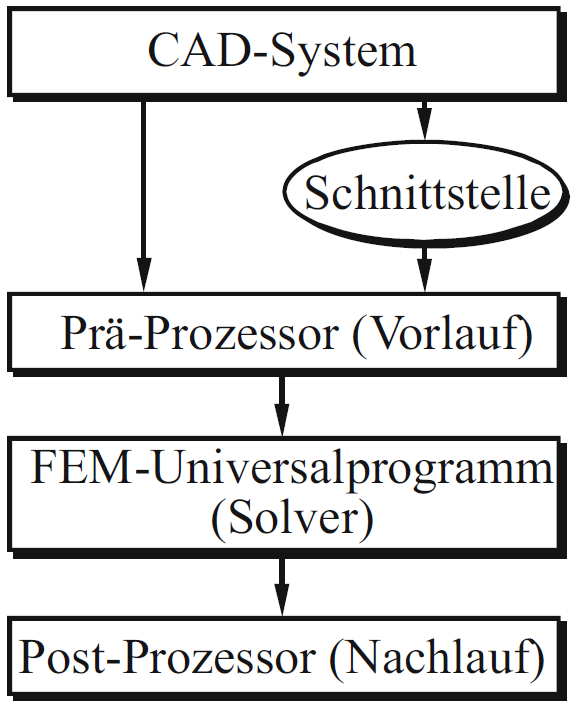 CAD-System
Schnittstelle
Prä-Prozessor (Vorlauf)
FEM-Universalprogramm
(Solver)
Post-Prozessor (Nachlauf)